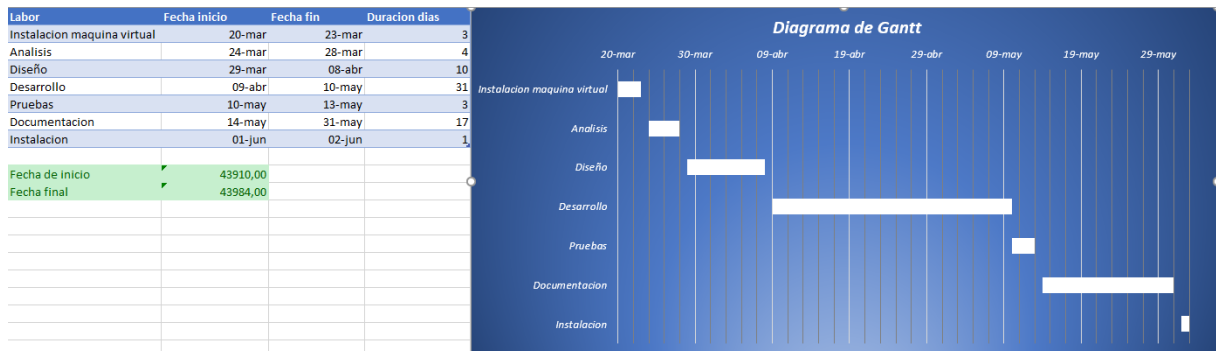 Labor Fecha inicio Fecha fin Duracion dias
Instalacion maquina virtual 20-mar 23-mar 3
Analisis 24-mar 28-mar 4
Diseño 29-mar 08-abr 10
Desarrollo 09-abr 10-may 31
Pruebas 10-may 13-may 3
Documentacion 14-may 31-may 17
Instalacion 01-jun 02-jun 1
Fecha de inicio 43910,00
Fecha final 43984,00
Diagrama de Gantt
20-mar 30-mar 09-abr 19-abr 29-abr 09-may 19-may 29-may
Instalacion maquina virtual
Analisis
Diseño
Desarrollo
Pruebas
Documentacion
Instalacion